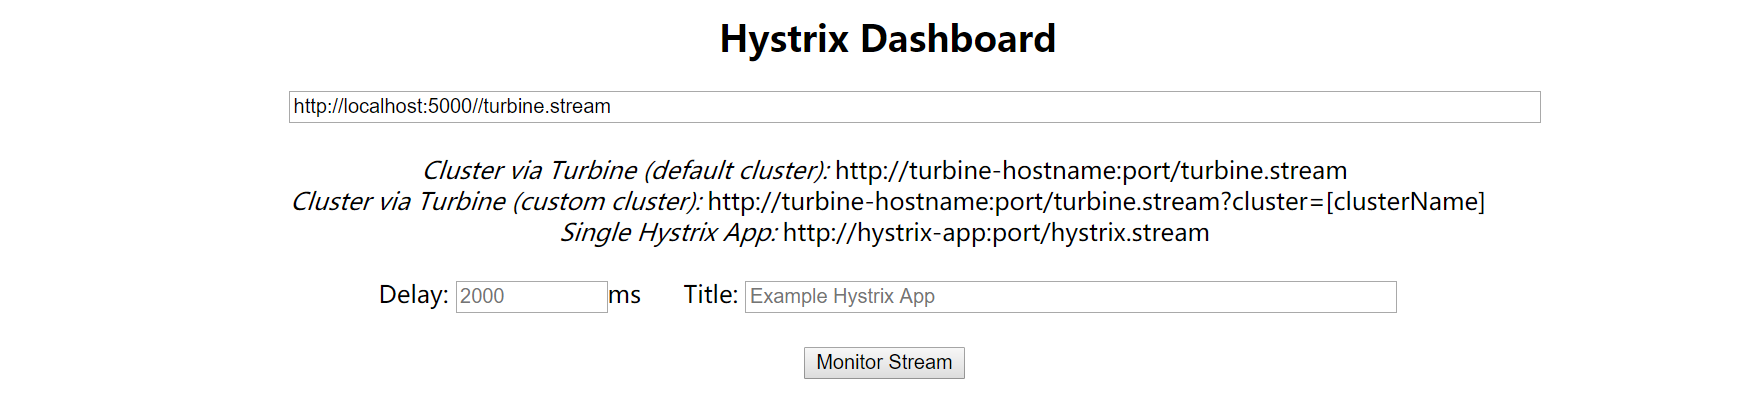 Hystrix Dashboard
http://localhost:5000//turbine.stream
Cluster via Turbine (default cluster): http://turbine-hostname:port/turbine.stream
Cluster via Turbine (custom cluster): http://turbine-hostname:port/turbine.stream?cluster=[clusterName]
Single Hystrix App: http://hystrix-app:port/hystrix.stream
Delay: 2000 ms Title: Example Hystrix App
Monitor Stream